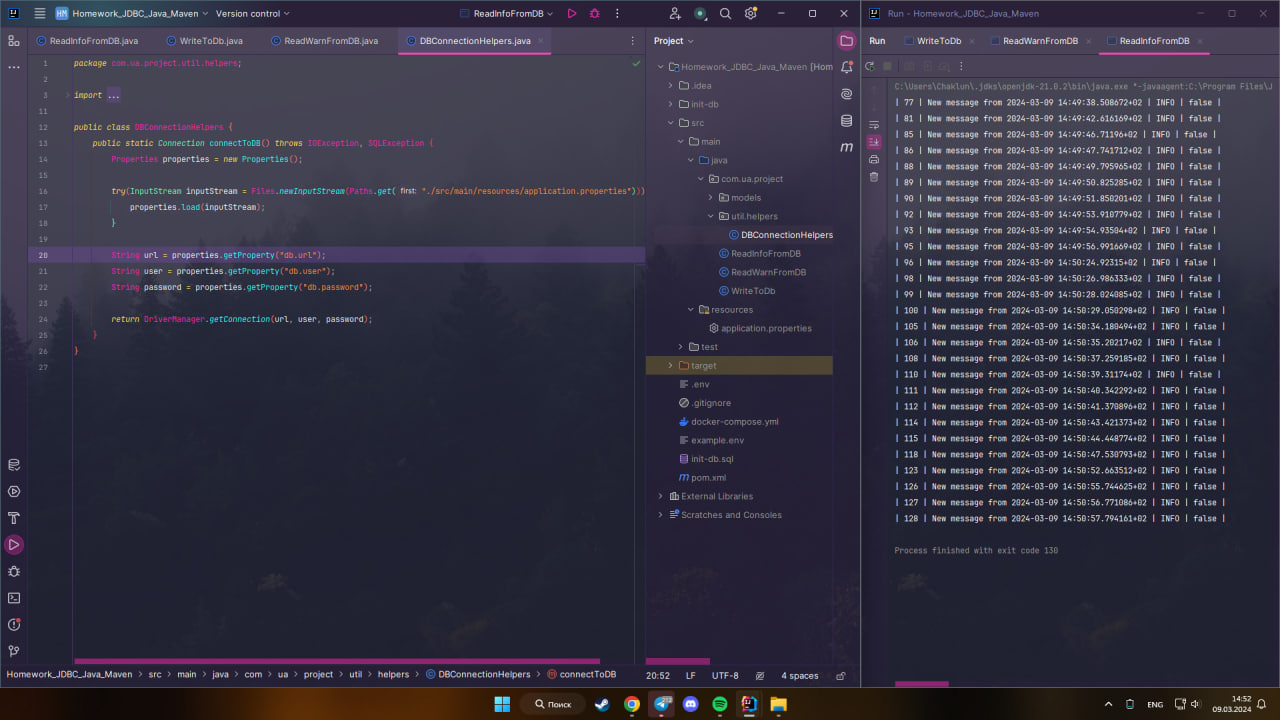 HM Homework_JDBC_Java_Maven Version control ReadInfoFromDB
ReadInfoFromDB.java WriteToDb.java ReadWarnFromDB.java DBConnectionHelpers.java
1 package com.ua.project.util.helpers;
2
3 import ...
11
12 public class DBConnectionHelpers {
13 public static Connection connectToDB() throws IOException, SQLException {
14 Properties properties = new Properties();
15
16 try(InputStream inputStream = Files.newInputStream(Paths.get( first: "./src/main/resources/application.properties")))
17 properties.load(inputStream);
18 }
19
20 String url = properties.getProperty("db.url");
21 String user = properties.getProperty("db.user");
22 String password = properties.getProperty("db.password");
23
24 return DriverManager.getConnection(url, user, password);
25 }
26 }
27
Project
Homework_JDBC_Java_Maven [Hom
.idea
init-db
src
main
java
com.ua.project
models
util.helpers
DBConnectionHelpers
ReadInfoFromDB
ReadWarnFromDB
WriteToDb
resources
application.properties
test
target
.env
.gitignore
docker-compose.yml
example.env
init-db.sql
pom.xml
External Libraries
Scratches and Consoles
Homework_JDBC_Java_Maven src main java com ua project util helpers DBConnectionHelpers connectToDB 20:52 LF UTF-8 4 spaces
Run - Homework_JDBC_Java_Maven
Run WriteToDb ReadWarnFromDB ReadInfoFromDB
C:\Users\Chaklun\.jdks\openjdk-21.0.2\bin\java.exe "-javaagent:C:\Program Files\J
| 77 | New message from 2024-03-09 14:49:38.508672+02 | INFO | false |
| 81 | New message from 2024-03-09 14:49:42.616169+02 | INFO | false |
| 85 | New message from 2024-03-09 14:49:46.71196+02 | INFO | false |
| 86 | New message from 2024-03-09 14:49:47.741712+02 | INFO | false |
| 88 | New message from 2024-03-09 14:49:49.795965+02 | INFO | false |
| 89 | New message from 2024-03-09 14:49:50.825285+02 | INFO | false |
| 90 | New message from 2024-03-09 14:49:51.850201+02 | INFO | false |
| 92 | New message from 2024-03-09 14:49:53.910779+02 | INFO | false |
| 93 | New message from 2024-03-09 14:49:54.93504+02 | INFO | false |
| 95 | New message from 2024-03-09 14:49:56.991669+02 | INFO | false |
| 96 | New message from 2024-03-09 14:50:24.92315+02 | INFO | false |
| 98 | New message from 2024-03-09 14:50:26.986333+02 | INFO | false |
| 99 | New message from 2024-03-09 14:50:28.024085+02 | INFO | false |
| 100 | New message from 2024-03-09 14:50:29.050298+02 | INFO | false |
| 105 | New message from 2024-03-09 14:50:34.180494+02 | INFO | false |
| 106 | New message from 2024-03-09 14:50:35.20217+02 | INFO | false |
| 108 | New message from 2024-03-09 14:50:37.259185+02 | INFO | false |
| 110 | New message from 2024-03-09 14:50:39.31174+02 | INFO | false |
| 111 | New message from 2024-03-09 14:50:40.342292+02 | INFO | false |
| 112 | New message from 2024-03-09 14:50:41.370896+02 | INFO | false |
| 114 | New message from 2024-03-09 14:50:43.421373+02 | INFO | false |
| 115 | New message from 2024-03-09 14:50:44.448774+02 | INFO | false |
| 118 | New message from 2024-03-09 14:50:47.530793+02 | INFO | false |
| 123 | New message from 2024-03-09 14:50:52.663512+02 | INFO | false |
| 126 | New message from 2024-03-09 14:50:55.744625+02 | INFO | false |
| 127 | New message from 2024-03-09 14:50:56.771086+02 | INFO | false |
| 128 | New message from 2024-03-09 14:50:57.794161+02 | INFO | false |
Process finished with exit code 130
Поиск ENG 14:52
09.03.2024